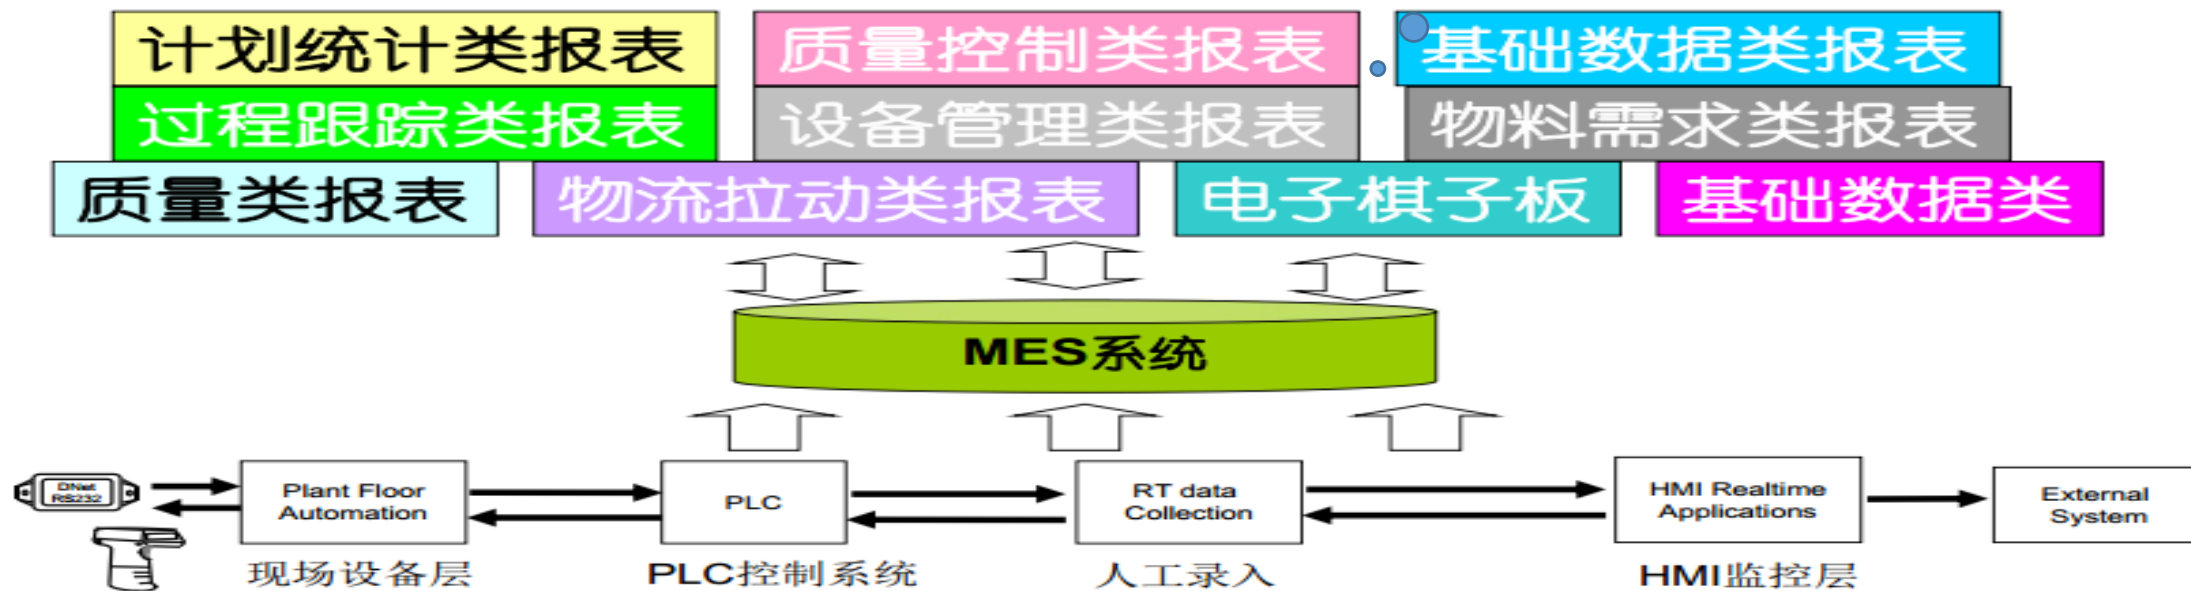 计划统计类报表
质量控制类报表
基础数据类报表
过程跟踪类报表
设备管理类报表
物料需求类报表
质量类报表
物流拉动类报表
电子棋子板
基础数据类
MES系统
DNet
RS232
Plant Floor
Automation
PLC
RT data
Collection
HMI Realtime
Applications
External
System
现场设备层
PLC控制系统
人工录入
HMI监控层